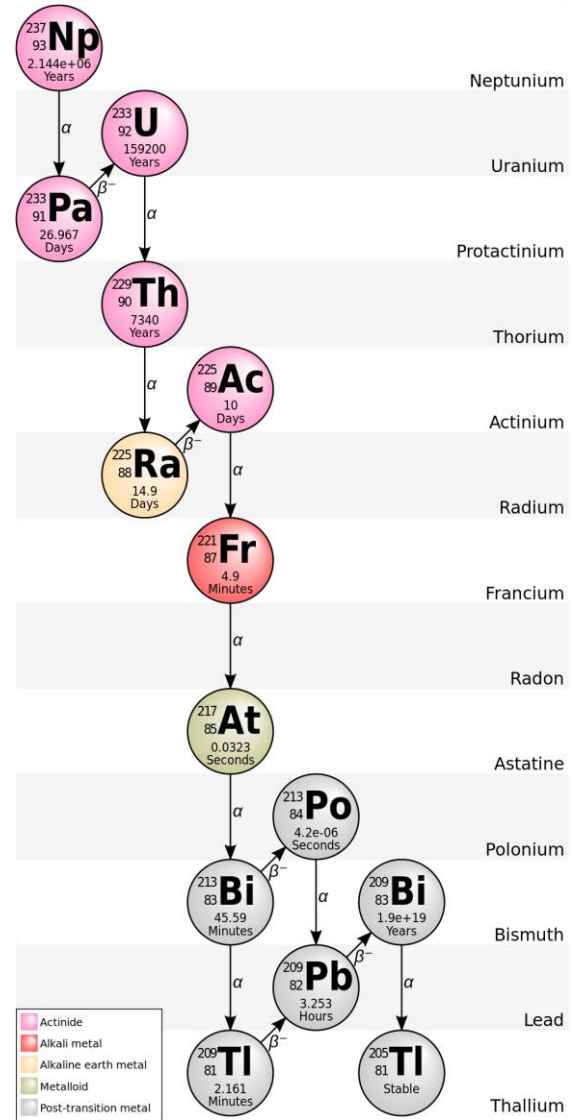 237
93 Np
2.144e+06
Years
Neptunium
α
233
92 U
159200
Years
Uranium
β⁻
233
91 Pa
26.967
Days
α
Protactinium
229
90 Th
7340
Years
Thorium
α
225
89 Ac
10
Days
Actinium
β⁻
225
88 Ra
14.9
Days
α
Radium
221
87 Fr
4.9
Minutes
Francium
α
Radon
217
85 At
0.0323
Seconds
Astatine
α
213
84 Po
4.2e-06
Seconds
Polonium
β⁻
213
83 Bi
45.59
Minutes
α
209
83 Bi
1.9e+19
Years
Bismuth
β⁻
α
209
82 Pb
3.253
Hours
α
Lead
β⁻
209
81 Tl
2.161
Minutes
205
81 Tl
Stable
Thallium
Actinide
Alkali metal
Alkaline earth metal
Metalloid
Post-transition metal